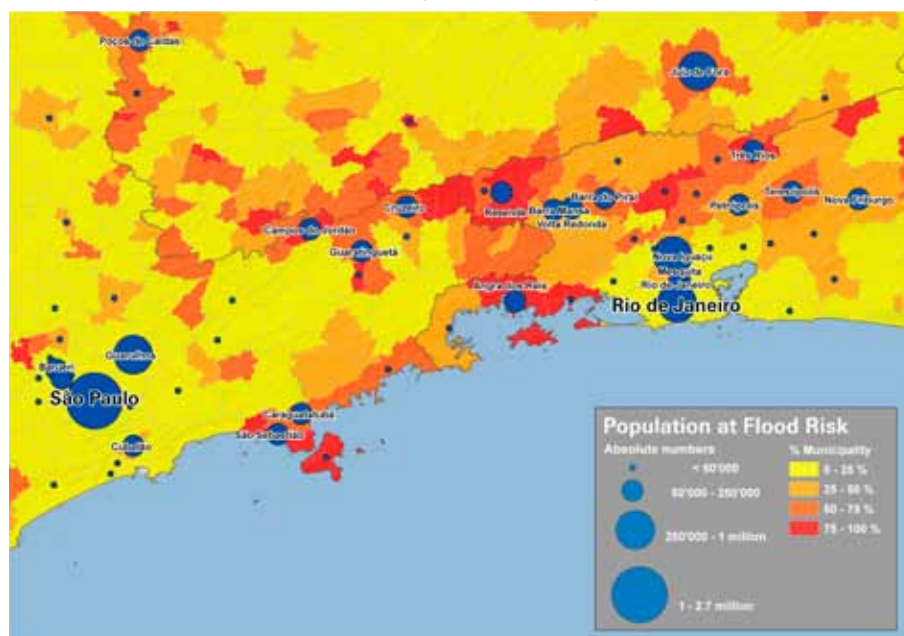 Poços de Caldas
Juiz de Fora
Três Rios
Cruzeiro
Resende
Barra do Piraí
Barra Mansa
Volta Redonda
Petrópolis
Teresópolis
Nova Friburgo
Campos do Jordão
Guaratinguetá
Nova Iguaçu
Mesquita
Rio de Janeiro
Angra dos Reis
Rio de Janeiro
Guarulhos
Barueri
São Paulo
Caraguatatuba
São Sebastião
Cubatão
Population at Flood Risk
Absolute numbers
< 50'000
50'000 - 250'000
250'000 - 1 million
1 - 2.7 million
% Municipality
0 - 25 %
25 - 50 %
50 - 75 %
75 - 100 %